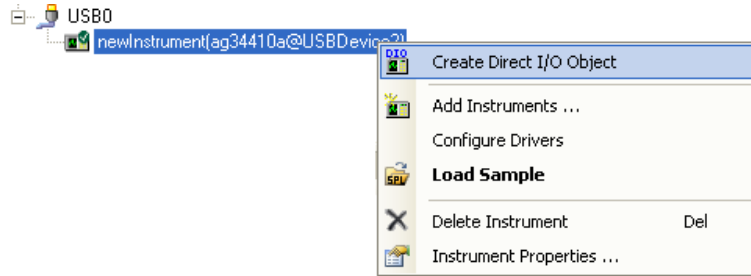 USB0
newInstrument(ag34410a@USBDevice2)
DIO
Create Direct I/O Object
Add Instruments ...
Configure Drivers
SPL
Load Sample
Delete Instrument Del
Instrument Properties ...